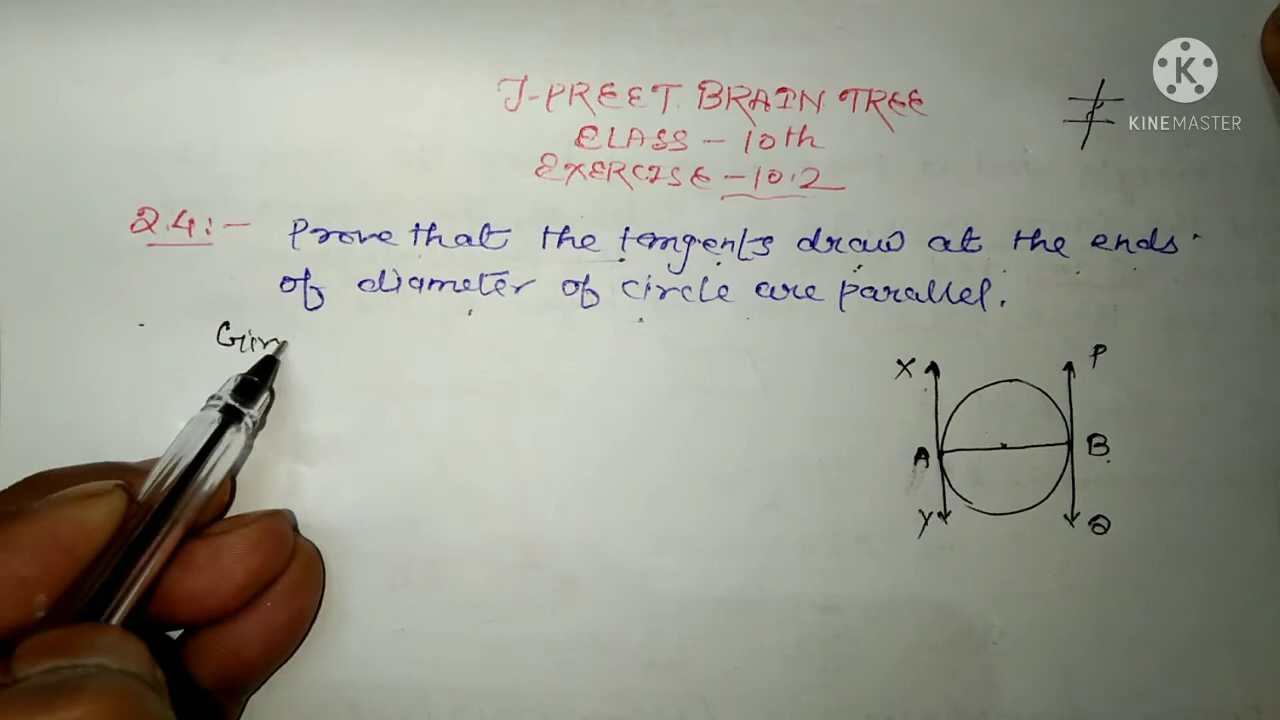 J-PREET BRAIN TREE
CLASS - 10th
EXERCISE - 10.2
Q.4:- Prove that the tangents draw at the ends
of diameter of circle are parallel.
Giv
X
P
A
B
Y
Q
K
KINEMASTER